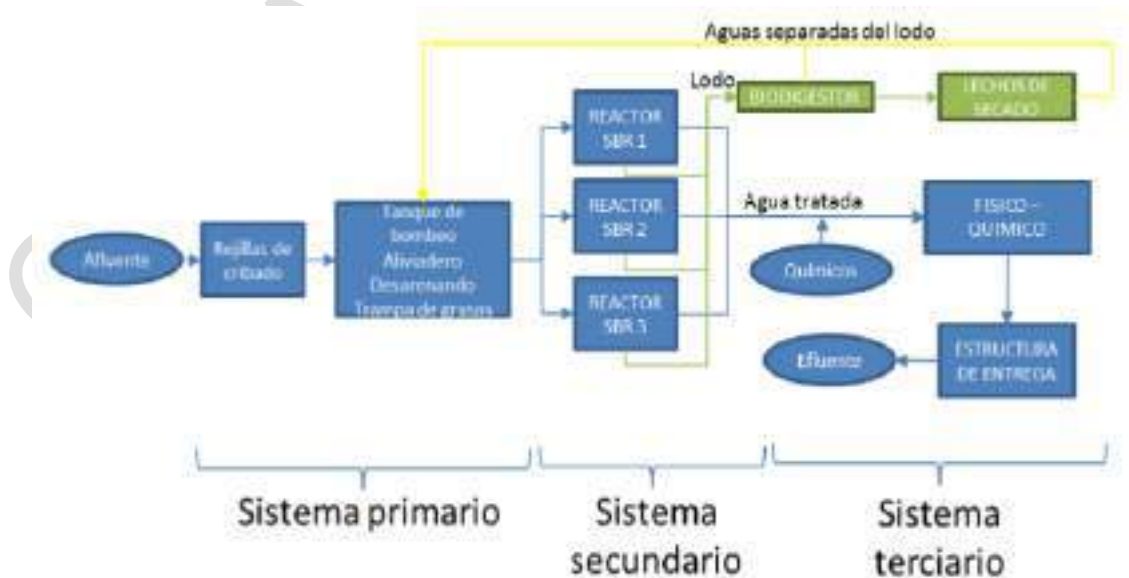 Aguas separadas del lodo
Lodo
BIODIGESTOR
LECHOS DE
SECADO
REACTOR
SBR 1
REACTOR
SBR 2
REACTOR
SBR 3
Afluente
Rejillas de
cribado
Tanque de
bombeo
Aliviadero
Desarenando
Trampa de grasas
Agua tratada
Químicos
FISICO –
QUIMICO
ESTRUCTURA
DE ENTREGA
Efluente
Sistema primario
Sistema
secundario
Sistema
terciario